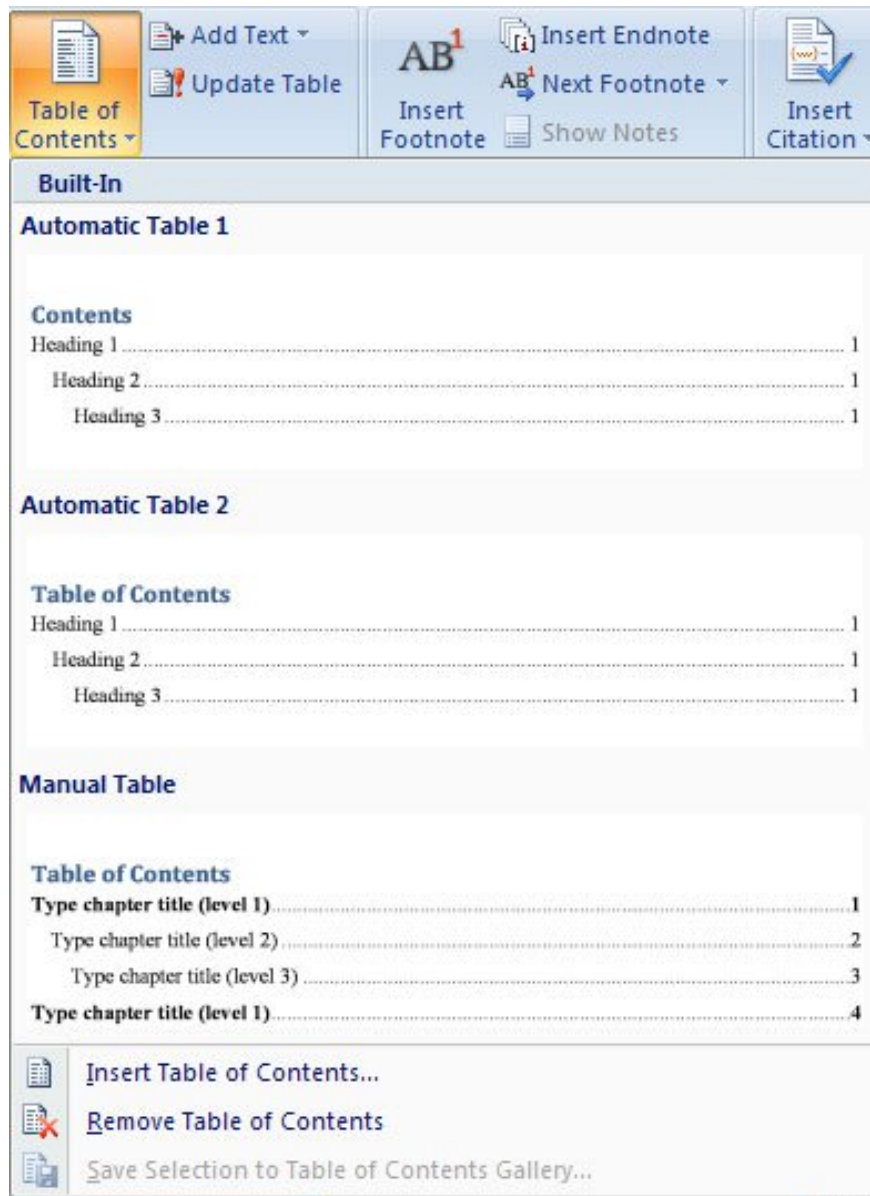 Table of
Contents
Add Text
Update Table
AB1
Insert
Footnote
Insert Endnote
AB1 Next Footnote
Show Notes
Insert
Citation
Built-In
Automatic Table 1
Contents
Heading 1 ........ 1
Heading 2 ........ 1
Heading 3 ........ 1
Automatic Table 2
Table of Contents
Heading 1 ........ 1
Heading 2 ........ 1
Heading 3 ........ 1
Manual Table
Table of Contents
Type chapter title (level 1) ........ 1
Type chapter title (level 2) ........ 2
Type chapter title (level 3) ........ 3
Type chapter title (level 1) ........ 4
Insert Table of Contents...
Remove Table of Contents
Save Selection to Table of Contents Gallery...